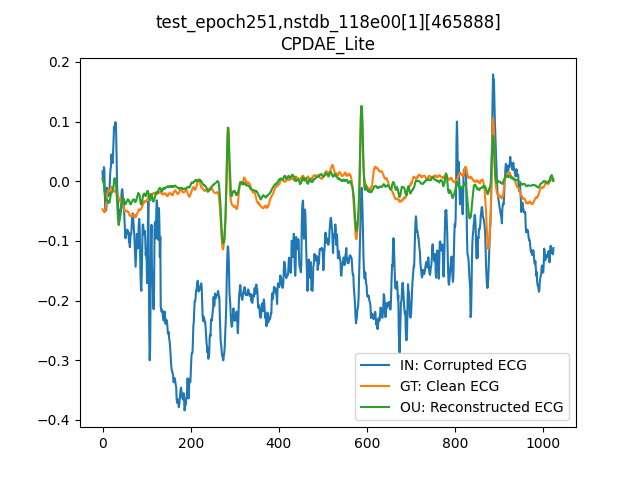 test_epoch251,nstdb_118e00[1][465888]
CPDAE_Lite
0.2
0.1
0.0
−0.1
−0.2
−0.3
−0.4
IN: Corrupted ECG
GT: Clean ECG
OU: Reconstructed ECG
0 200 400 600 800 1000